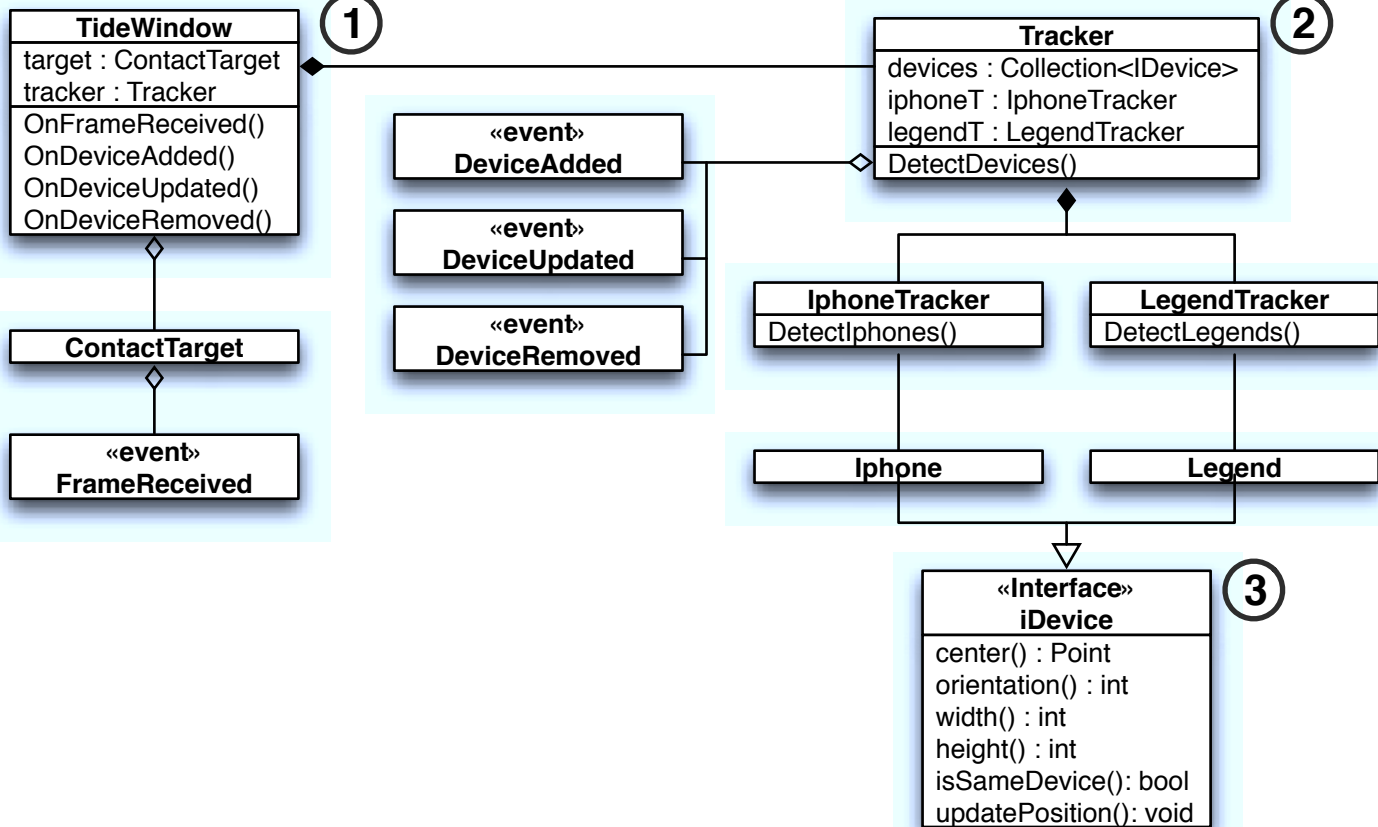 TideWindow
target : ContactTarget
tracker : Tracker
OnFrameReceived()
OnDeviceAdded()
OnDeviceUpdated()
OnDeviceRemoved()
1
ContactTarget
«event»
FrameReceived
«event»
DeviceAdded
«event»
DeviceUpdated
«event»
DeviceRemoved
Tracker
devices : Collection<IDevice>
iphoneT : IphoneTracker
legendT : LegendTracker
DetectDevices()
2
IphoneTracker
DetectIphones()
LegendTracker
DetectLegends()
Iphone
Legend
«Interface»
iDevice
center() : Point
orientation() : int
width() : int
height() : int
isSameDevice(): bool
updatePosition(): void
3